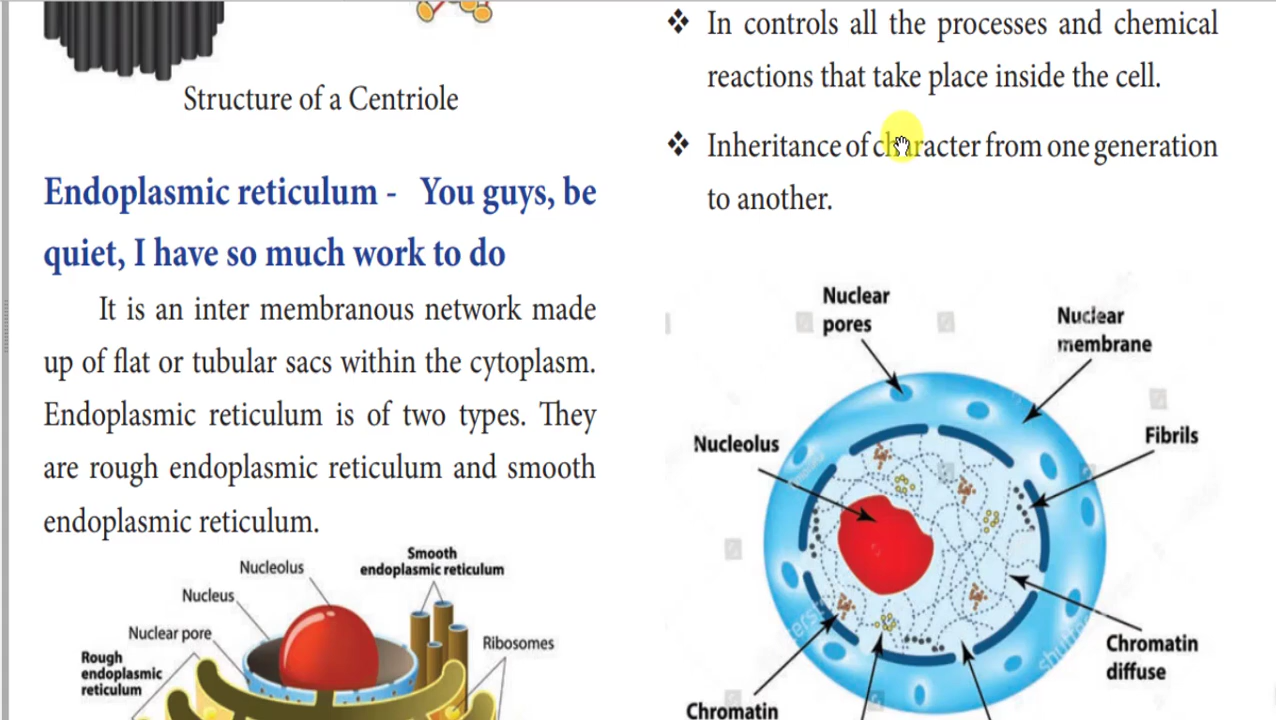 Structure of a Centriole
Endoplasmic reticulum - You guys, be
quiet, I have so much work to do
It is an inter membranous network made
up of flat or tubular sacs within the cytoplasm.
Endoplasmic reticulum is of two types. They
are rough endoplasmic reticulum and smooth
endoplasmic reticulum.
Smooth
endoplasmic reticulum
Nucleolus
Nucleus
Nuclear pore
Rough
endoplasmic
reticulum
Ribosomes
❖ In controls all the processes and chemical
reactions that take place inside the cell.
❖ Inheritance of character from one generation
to another.
Nuclear
pores
Nuclear
membrane
Nucleolus
Fibrils
Chromatin
diffuse
Chromatin